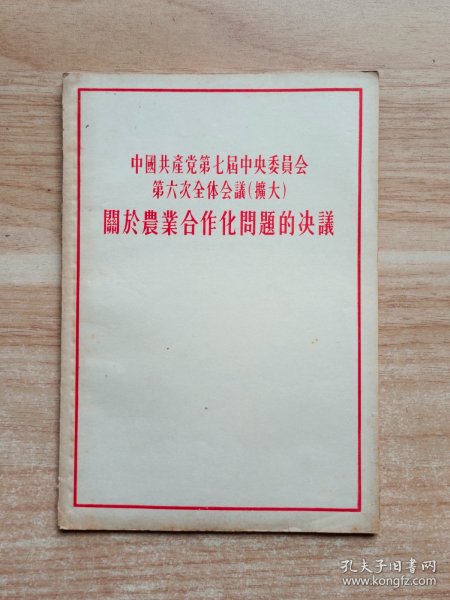 中國共產党第七屆中央委員会
第六次全体会議(擴大)
關於農業合作化問題的决議
孔夫子旧书网
www.kongfz.com